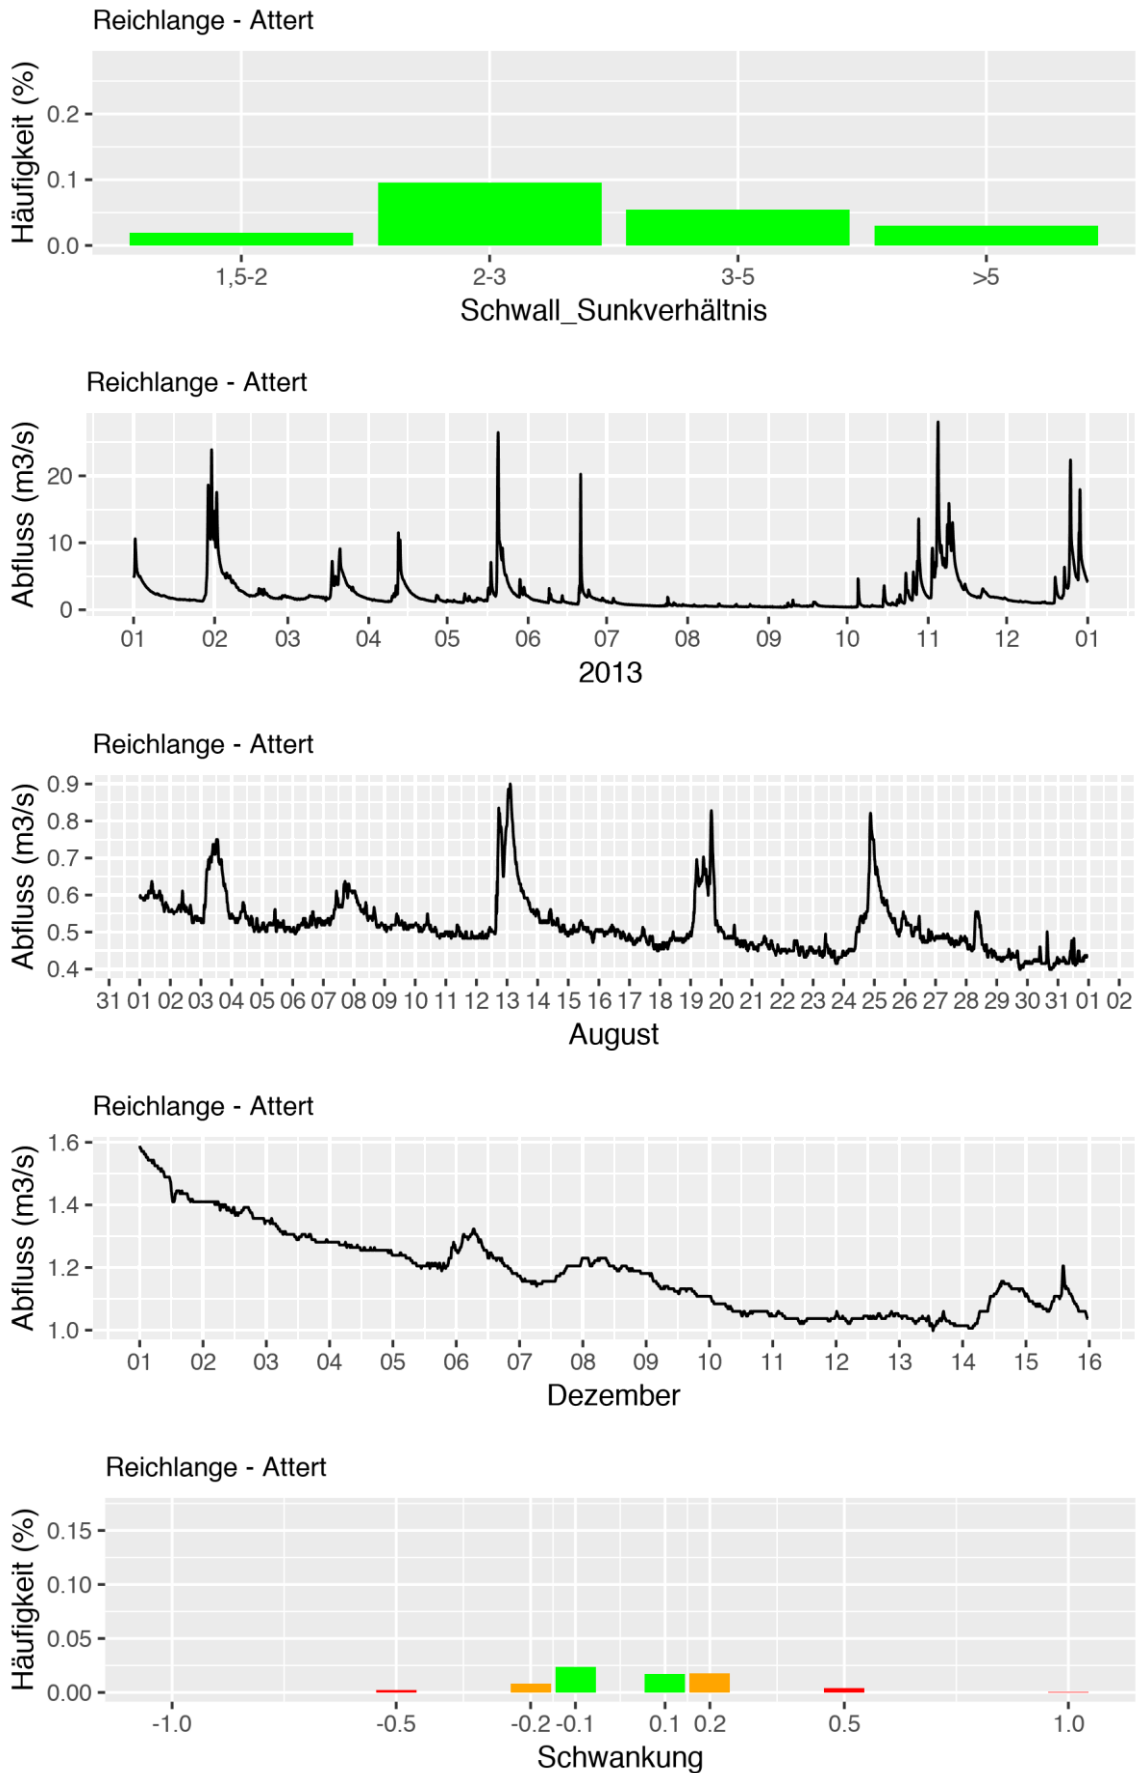 Reichlange - Attert
Häufigkeit (%)
0.2
0.1
0.0
1,5-2 2-3 3-5 >5
Schwall_Sunkverhältnis
Reichlange - Attert
Abfluss (m3/s)
20
10
0
01 02 03 04 05 06 07 08 09 10 11 12 01
2013
Reichlange - Attert
Abfluss (m3/s)
0.9
0.8
0.7
0.6
0.5
0.4
31 01 02 03 04 05 06 07 08 09 10 11 12 13 14 15 16 17 18 19 20 21 22 23 24 25 26 27 28 29 30 31 01 02
August
Reichlange - Attert
Abfluss (m3/s)
1.6
1.4
1.2
1.0
01 02 03 04 05 06 07 08 09 10 11 12 13 14 15 16
Dezember
Reichlange - Attert
Häufigkeit (%)
0.15
0.10
0.05
0.00
-1.0 -0.5 -0.2 -0.1 0.1 0.2 0.5 1.0
Schwankung